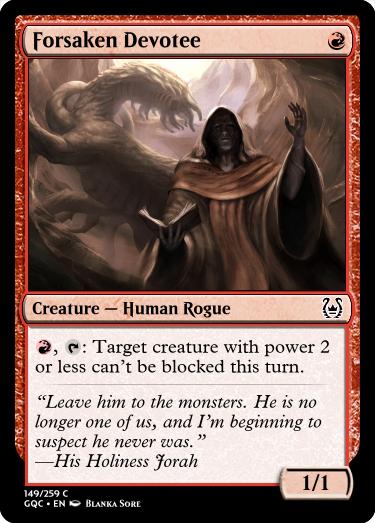 Forsaken Devotee
Creature — Human Rogue
: Target creature with power 2
or less can't be blocked this turn.
“Leave him to the monsters. He is no
longer one of us, and I'm beginning to
suspect he never was.”
—His Holiness Jorah
1/1
149/259 C
GQC • EN Blanka Sore